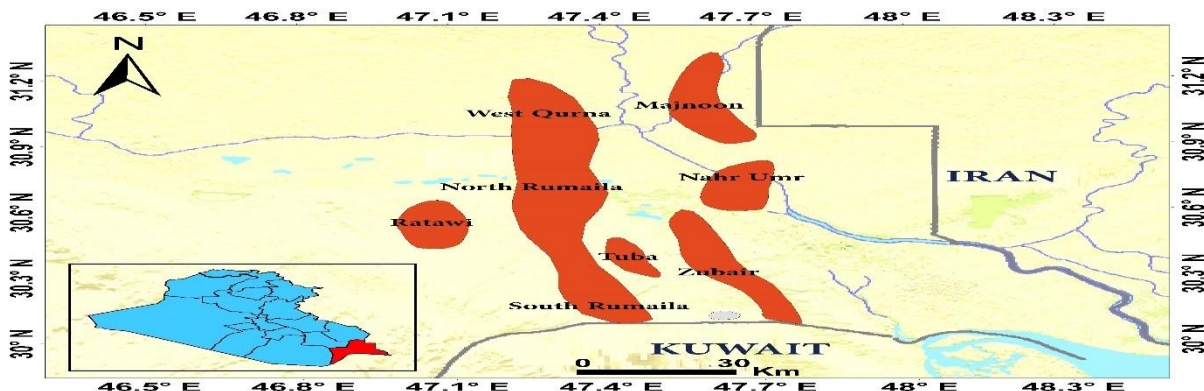 46.5° E 46.8° E 47.1° E 47.4° E 47.7° E 48° E 48.3° E
N
31.2° N 31.2° N
West Qurna Majnoon
30.9° N 30.9° N
North Rumaila Nahr Umr IRAN
30.6° N 30.6° N
Ratawi
Tuba Zubair
30.3° N 30.3° N
South Rumaila
30° N 30° N
KUWAIT
0 30
Km
46.5° E 46.8° E 47.1° E 47.4° E 47.7° E 48° E 48.3° E